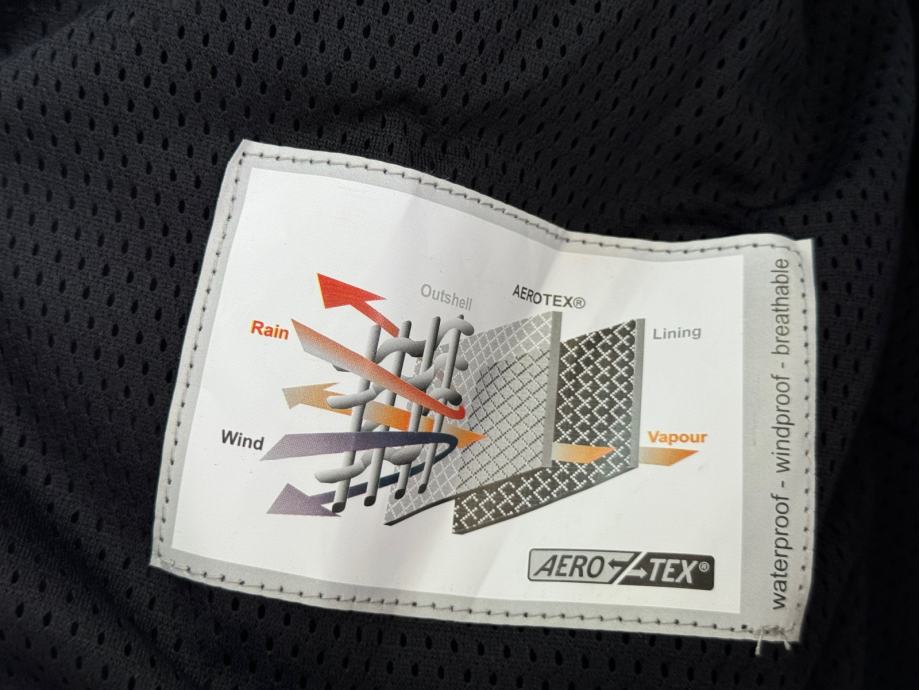 Outshell
AEROTEX®
Rain
Lining
Wind
Vapour
AERO TEX®
waterproof - windproof - breathable